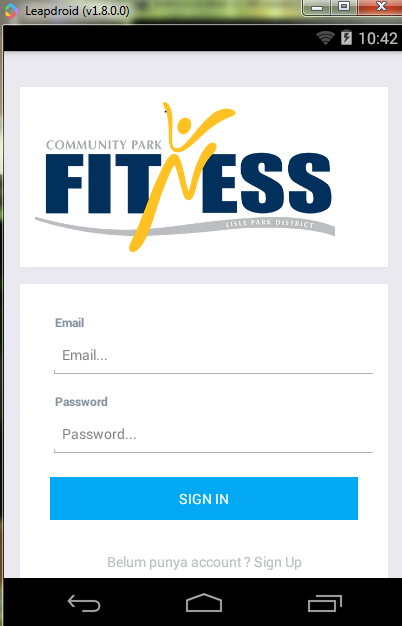 Leapdroid (v1.8.0.0)
10:42
COMMUNITY PARK
FITNESS
LISLE PARK DISTRICT
Email
Email...
Password
Password...
SIGN IN
Belum punya account ? Sign Up